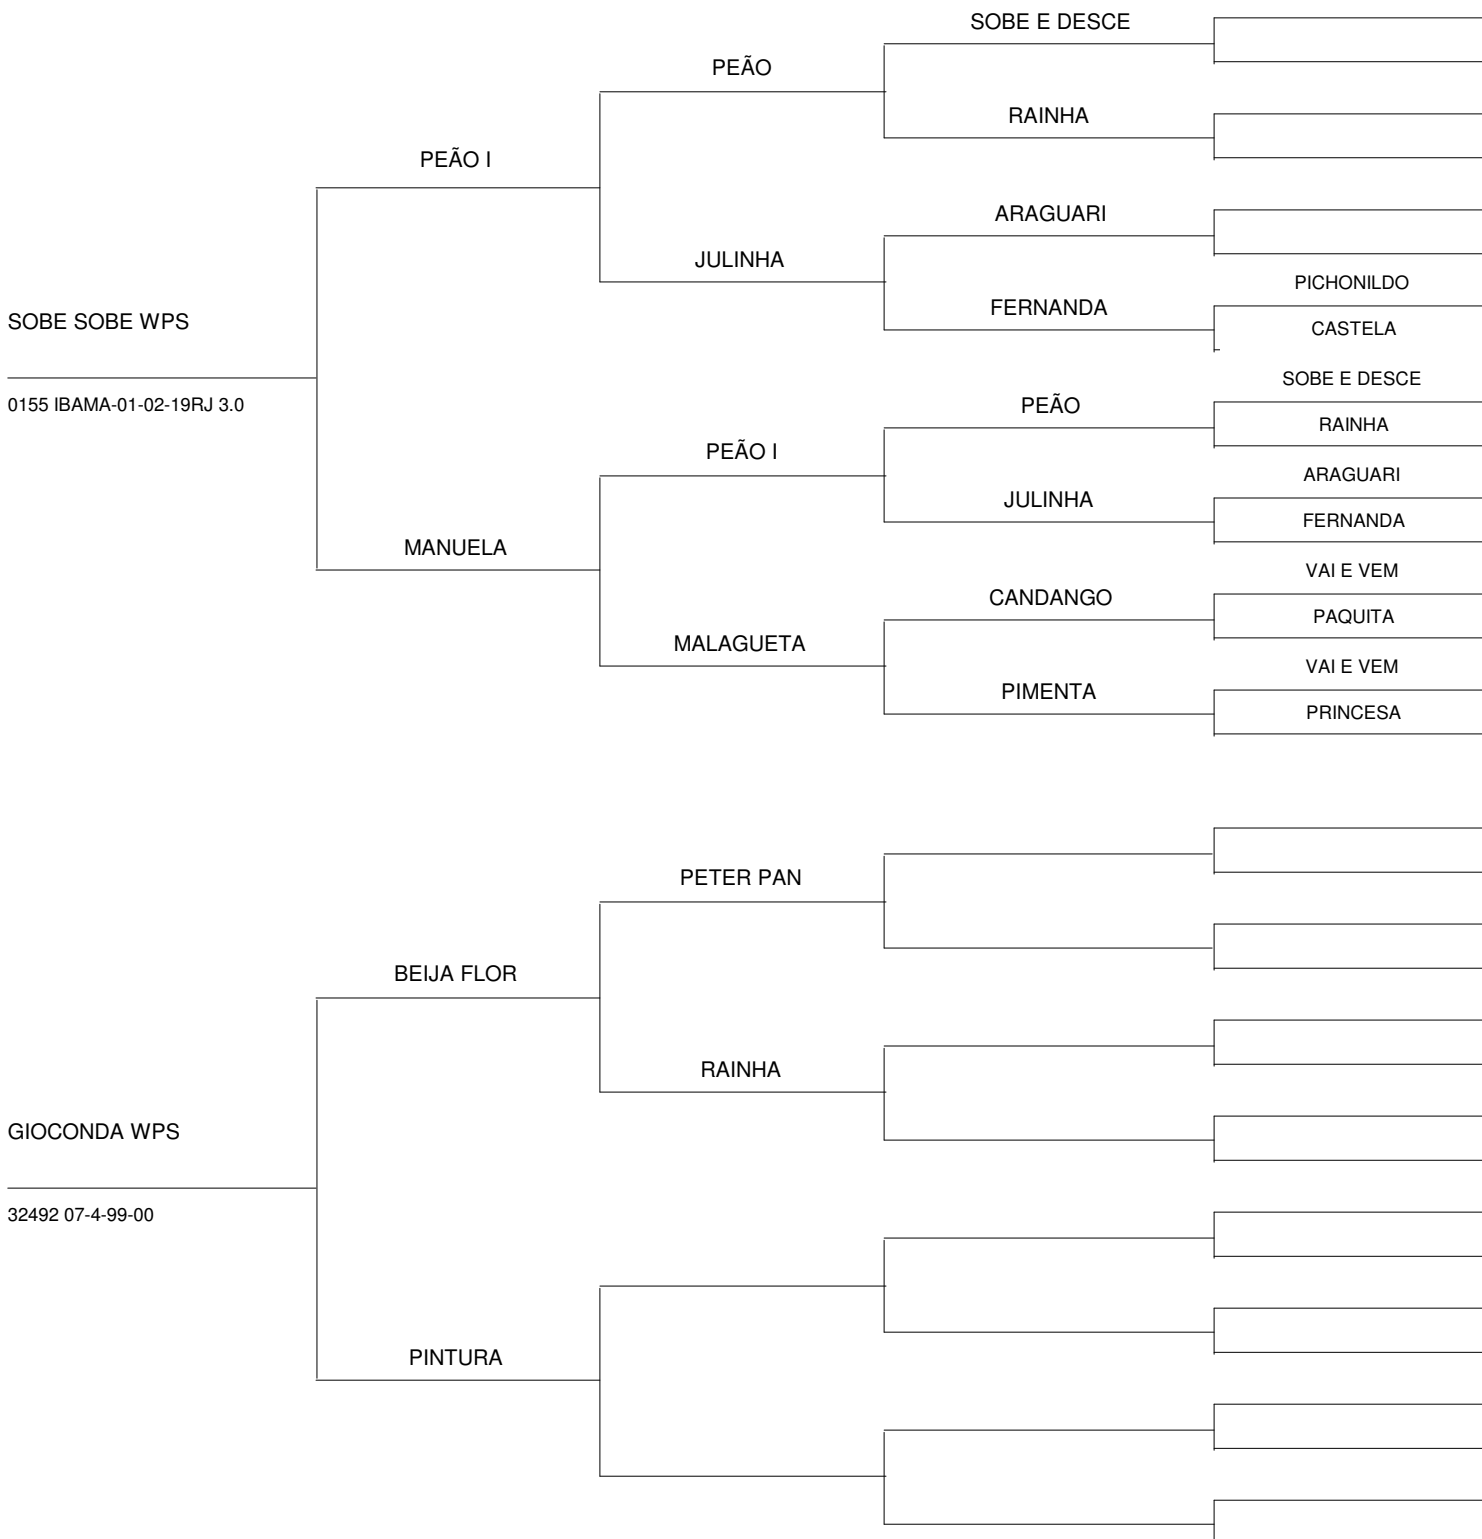 SOBE E DESCE
PEÃO
RAINHA
PEÃO I
ARAGUARI
JULINHA
PICHONILDO
FERNANDA
SOBE SOBE WPS
CASTELA
SOBE E DESCE
0155 IBAMA-01-02-19RJ 3.0
PEÃO
RAINHA
PEÃO I
ARAGUARI
JULINHA
FERNANDA
MANUELA
VAI E VEM
CANDANGO
PAQUITA
MALAGUETA
VAI E VEM
PIMENTA
PRINCESA
PETER PAN
BEIJA FLOR
RAINHA
GIOCONDA WPS
32492 07-4-99-00
PINTURA